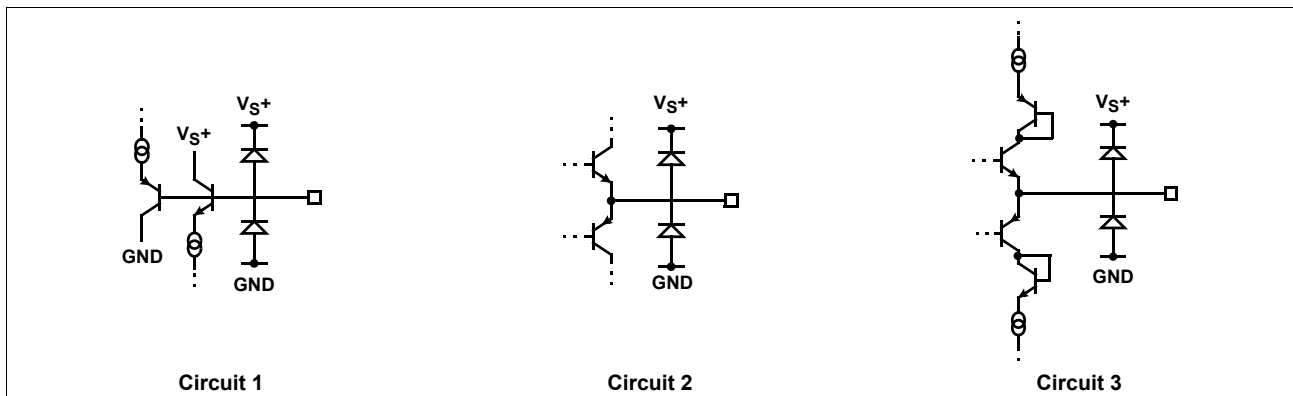 VS+
VS+
GND
GND
Circuit 1
VS+
GND
Circuit 2
VS+
GND
Circuit 3